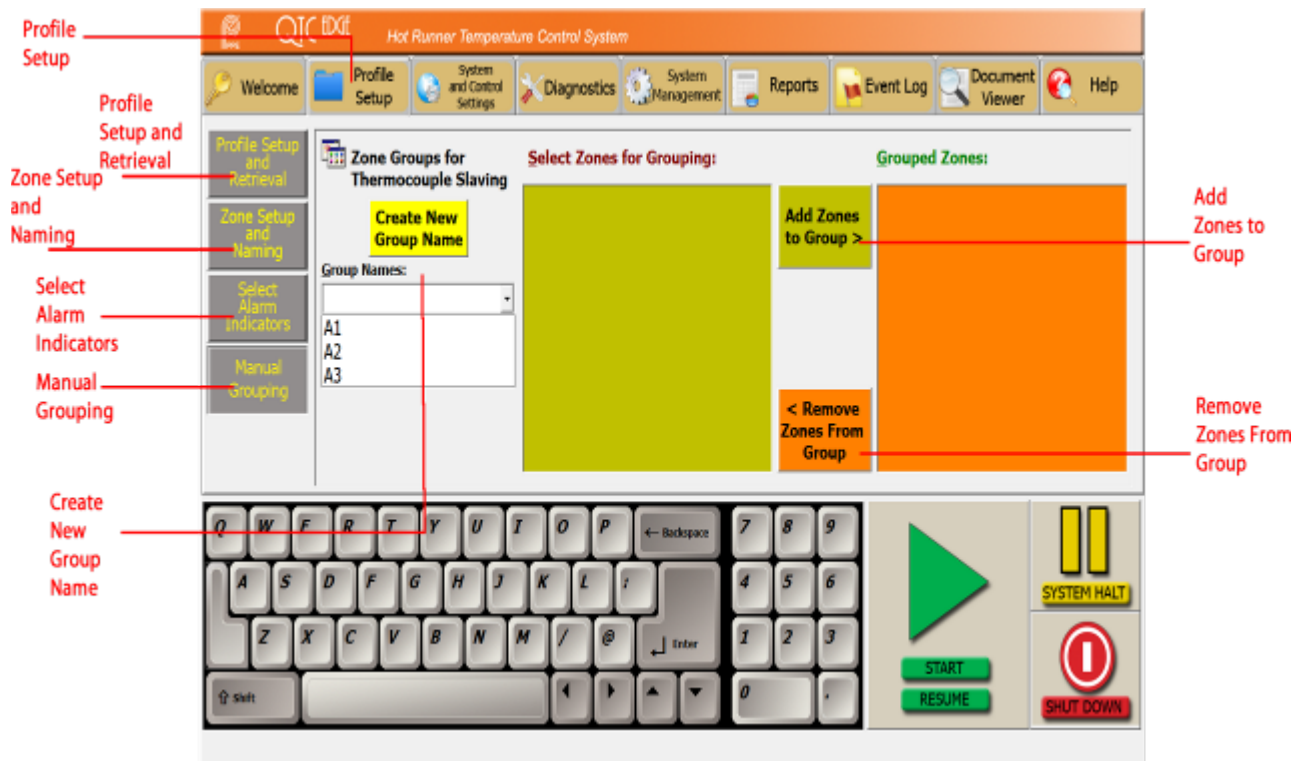 Profile
Setup
Profile
Setup and
Retrieval
Zone Setup
and
Naming
Select
Alarm
Indicators
Manual
Grouping
Create
New
Group
Name
QTC EDGE Hot Runner Temperature Control System
Welcome
Profile
Setup
System
and Control
Settings
Diagnostics
System
Management
Reports
Event Log
Document
Viewer
Help
Profile Setup
and
Retrieval
Zone Setup
and
Naming
Select
Alarm
Indicators
Manual
Grouping
Zone Groups for
Thermocouple Slaving
Create New
Group Name
Group Names:
A1
A2
A3
Select Zones for Grouping:
Add Zones
to Group >
< Remove
Zones From
Group
Grouped Zones:
Add
Zones to
Group
Remove
Zones From
Group
Q W E R T Y U I O P ← Backspace 7 8 9
A S D F G H J K L : 4 5 6
Z X C V B N M / @ Enter 1 2 3
Shift 0 .
START
RESUME
SYSTEM HALT
SHUT DOWN